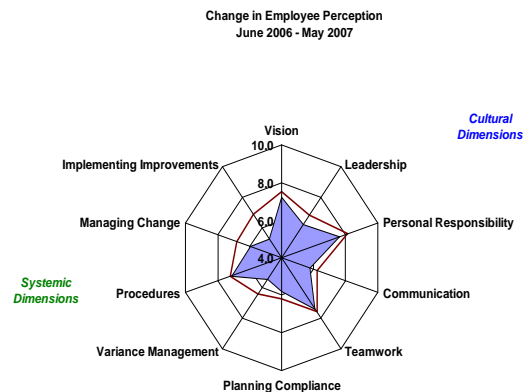 Change in Employee Perception
June 2006 - May 2007
Cultural
Dimensions
Vision
10,0
Implementing Improvements
Leadership
8,0
Managing Change
6,0
Personal Responsibility
4,0
Systemic
Dimensions
Procedures
Communication
Variance Management
Teamwork
Planning Compliance